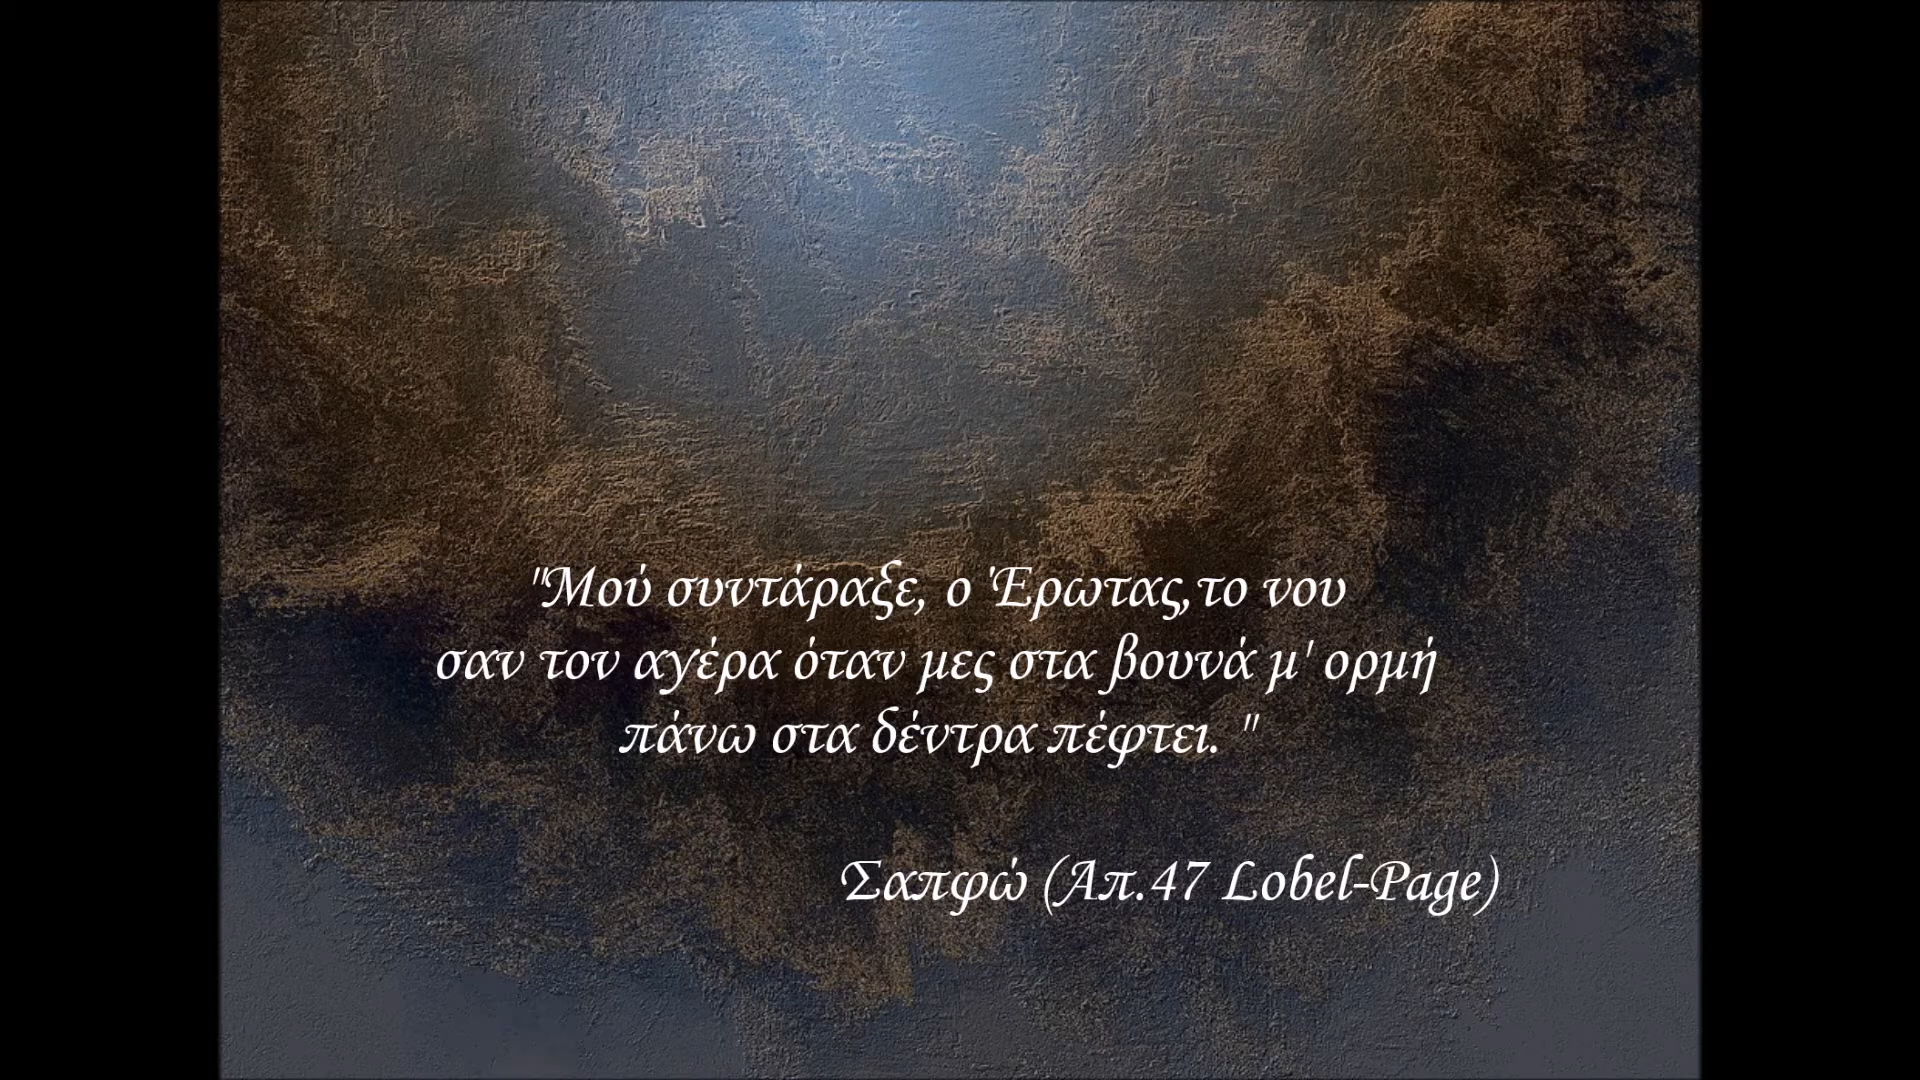 "Μού συντάραξε, ο Έρωτας,το νου
σαν τον αγέρα όταν μες στα βουνά μ' ορμή
πάνω στα δέντρα πέφτει. "
Σαπφώ (Απ.47 Lobel-Page)